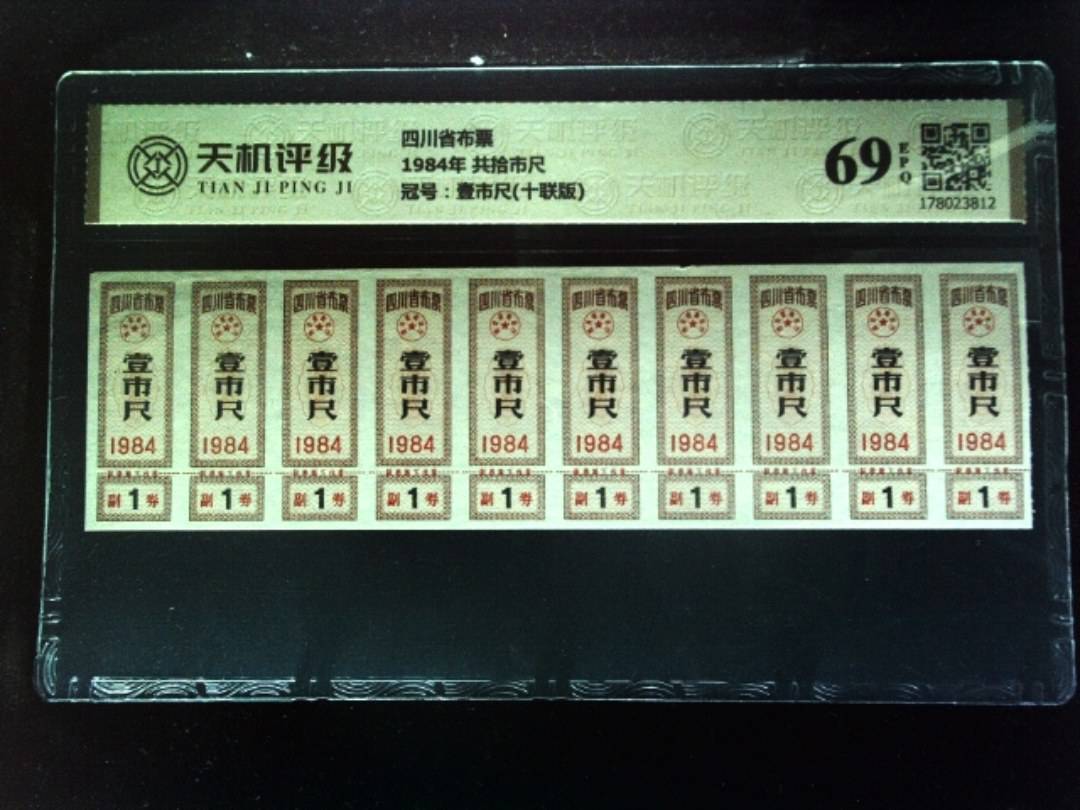 天机评级
TIAN JI PING JI
四川省布票
1984年 共拾市尺
冠号：壹市尺(十联版)
69
EPQ
178023812
四川省布票 四川省布票 四川省布票 四川省布票 四川省布票 四川省布票 四川省布票 四川省布票 四川省布票 四川省布票
壹市尺 壹市尺 壹市尺 壹市尺 壹市尺 壹市尺 壹市尺 壹市尺 壹市尺 壹市尺
1984 1984 1984 1984 1984 1984 1984 1984 1984 1984
副1券 副1券 副1券 副1券 副1券 副1券 副1券 副1券 副1券 副1券